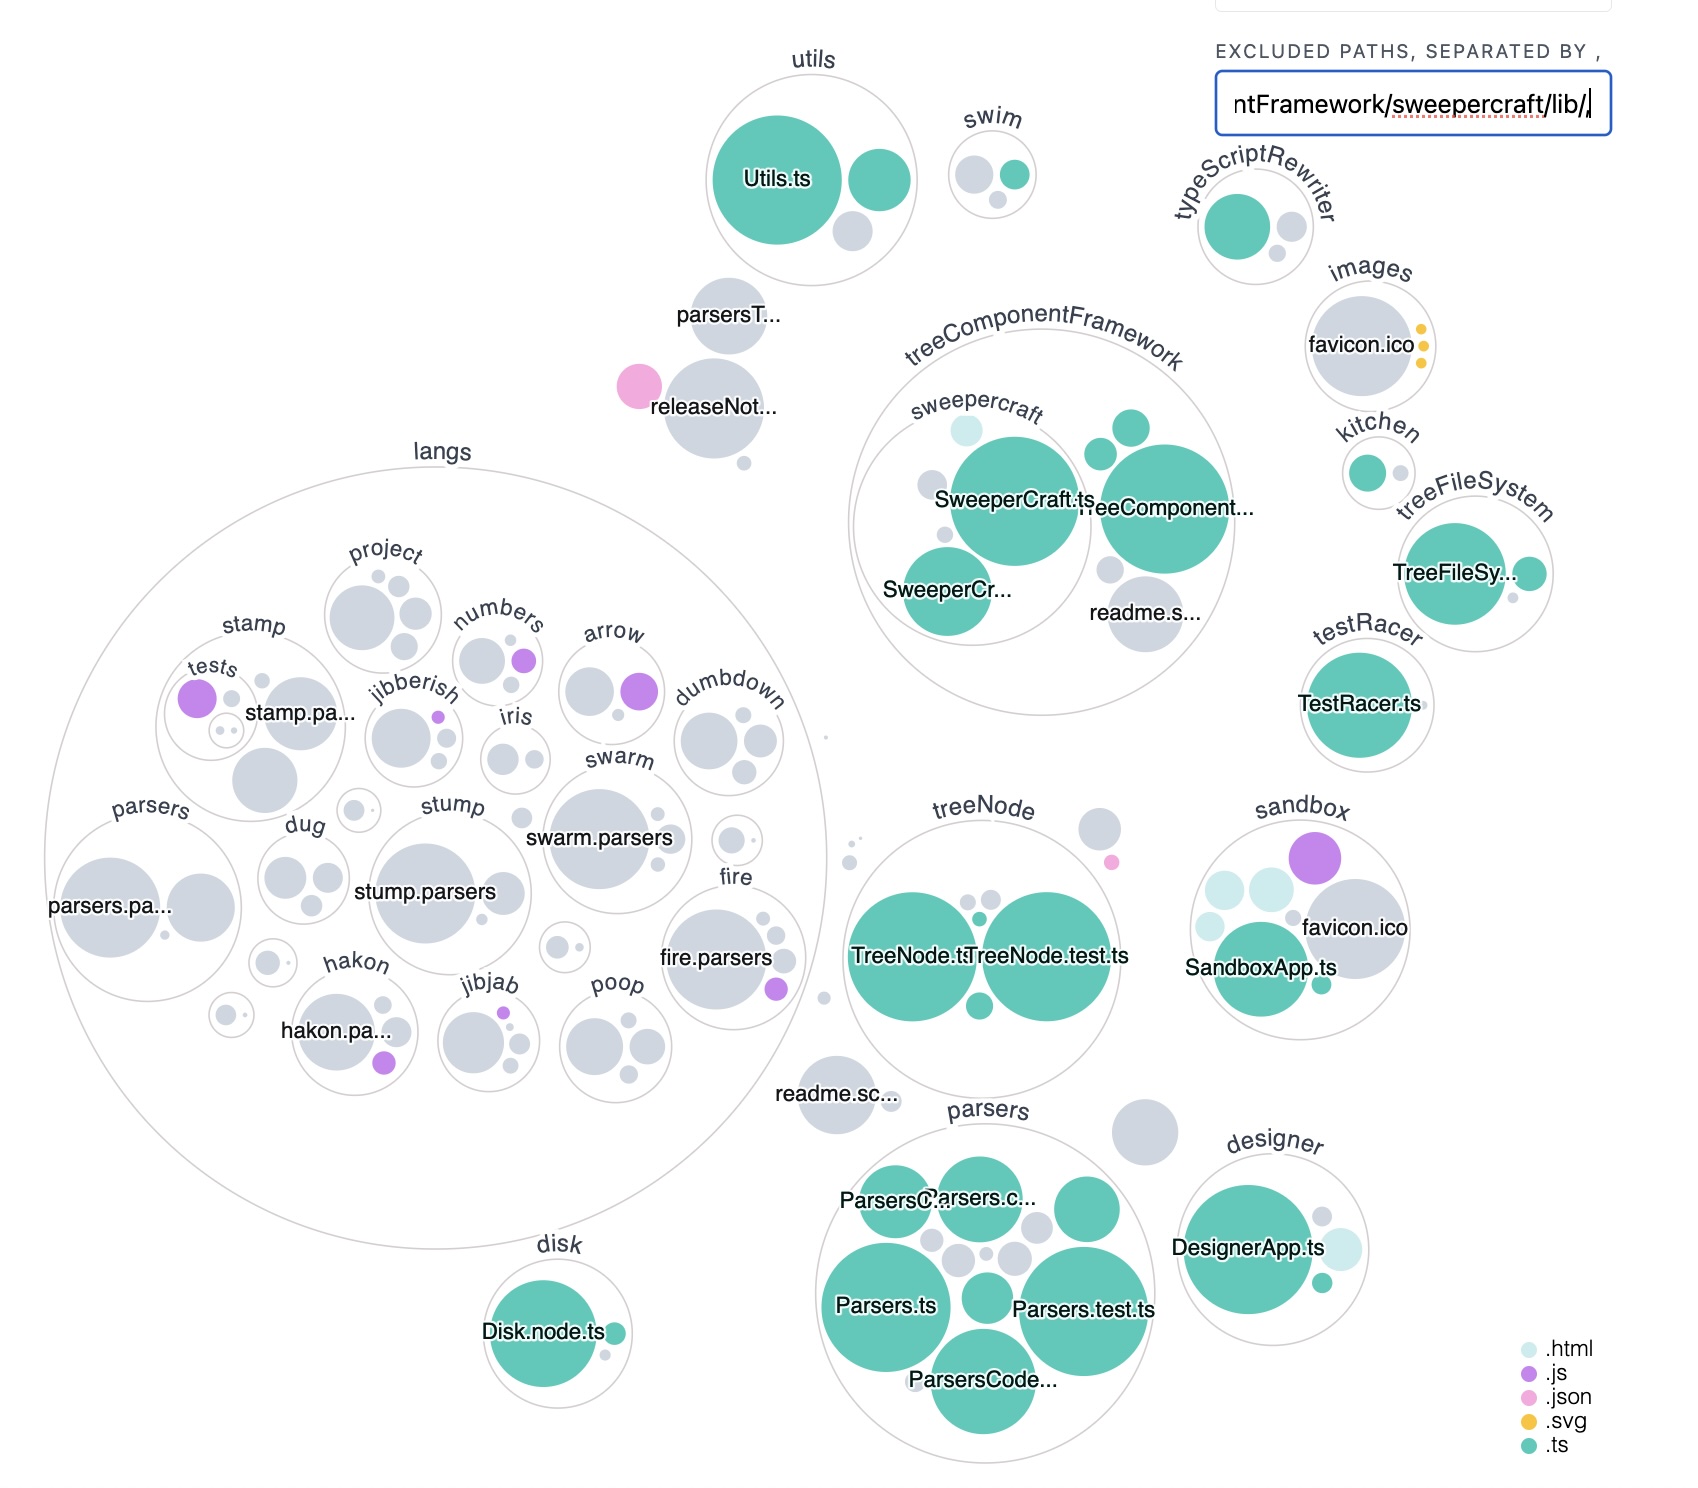 EXCLUDED PATHS, SEPARATED BY ,
ntFramework/sweepercraft/lib/,
utils
Utils.ts
swim
typeScriptRewriter
images
favicon.ico
parsersT...
releaseNot...
treeComponentFramework
sweepercraft
SweeperCraft.ts
reeComponent...
SweeperCr...
readme.s...
kitchen
treeFileSystem
TreeFileSy...
testRacer
TestRacer.ts
langs
project
numbers
arrow
stamp
tests
stamp.pa...
jibberish
iris
dumbdown
swarm
swarm.parsers
parsers
parsers.pa...
dug
stump
stump.parsers
fire
fire.parsers
hakon
hakon.pa...
jibjab
poop
treeNode
TreeNode.ts
TreeNode.test.ts
sandbox
favicon.ico
SandboxApp.ts
readme.sc...
parsers
ParsersC...
Parsers.c...
Parsers.ts
Parsers.test.ts
ParsersCode...
designer
DesignerApp.ts
disk
Disk.node.ts
.html
.js
.json
.svg
.ts